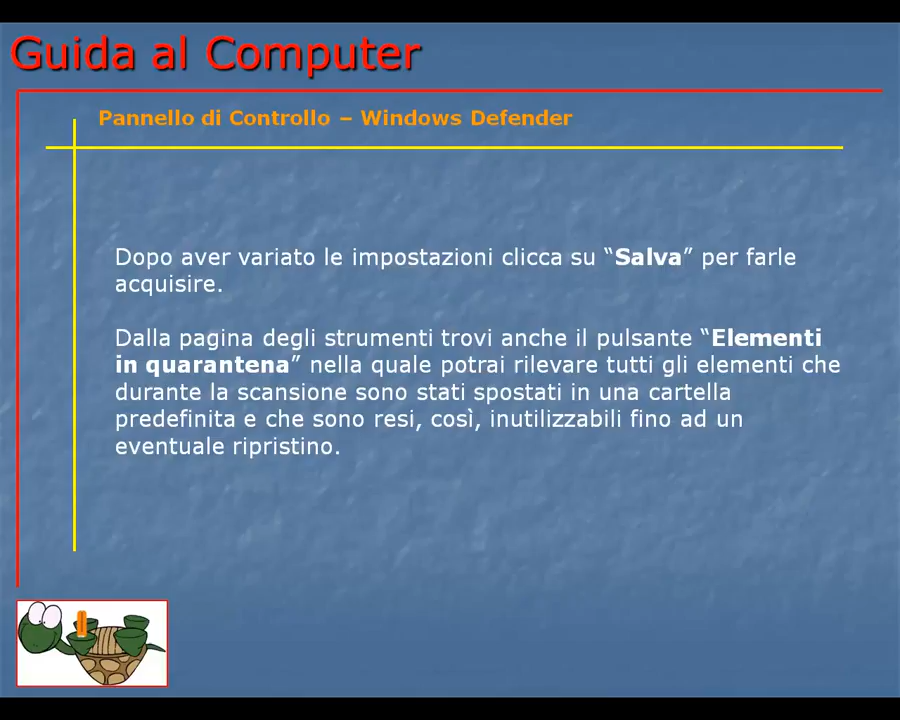 Guida al Computer
Pannello di Controllo – Windows Defender
Dopo aver variato le impostazioni clicca su “Salva” per farle
acquisire.
Dalla pagina degli strumenti trovi anche il pulsante “Elementi
in quarantena” nella quale potrai rilevare tutti gli elementi che
durante la scansione sono stati spostati in una cartella
predefinita e che sono resi, così, inutilizzabili fino ad un
eventuale ripristino.